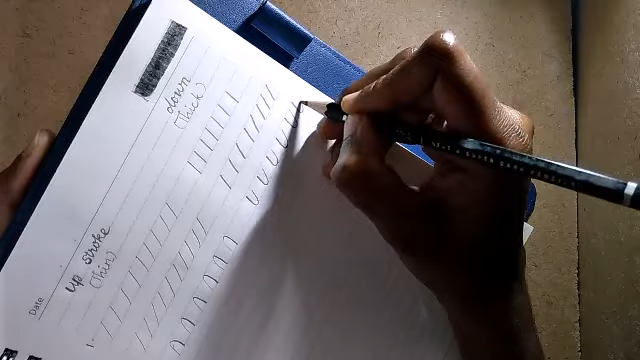 Date
up stroke
(Thin)
down
(Thick)